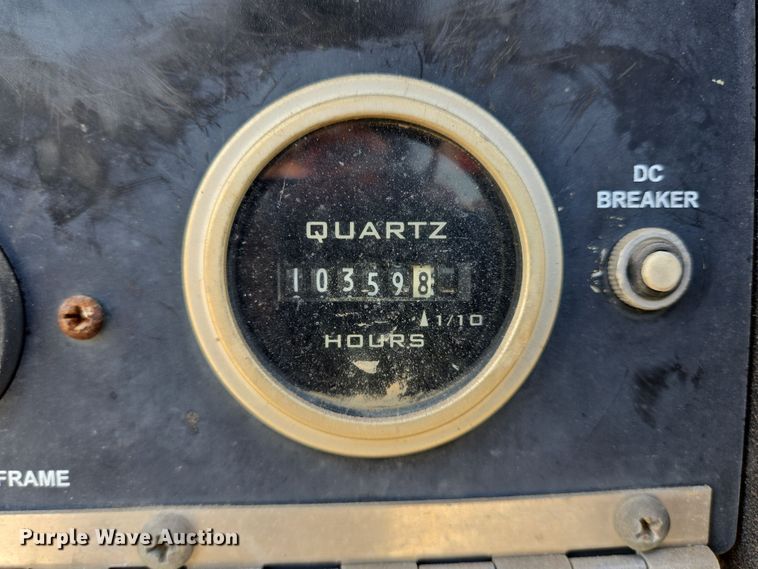 DC
BREAKER
QUARTZ
103598
1/10
HOURS
FRAME
Purple Wave Auction